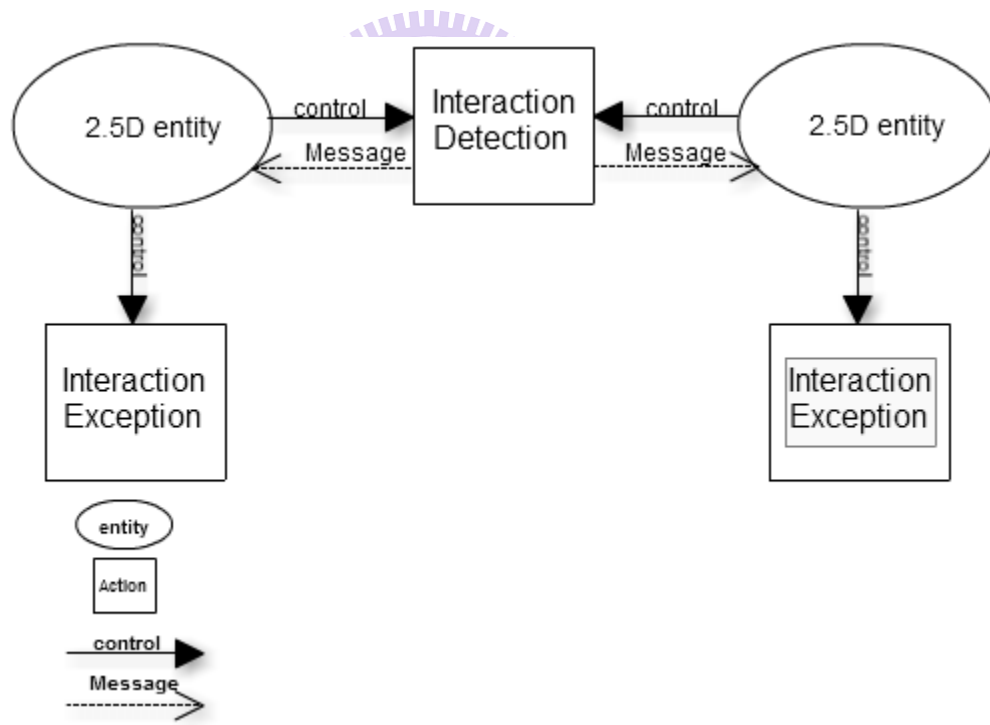 2.5D entity
control
Message
Interaction
Detection
control
Message
2.5D entity
control
control
Interaction
Exception
Interaction
Exception
entity
Action
control
Message